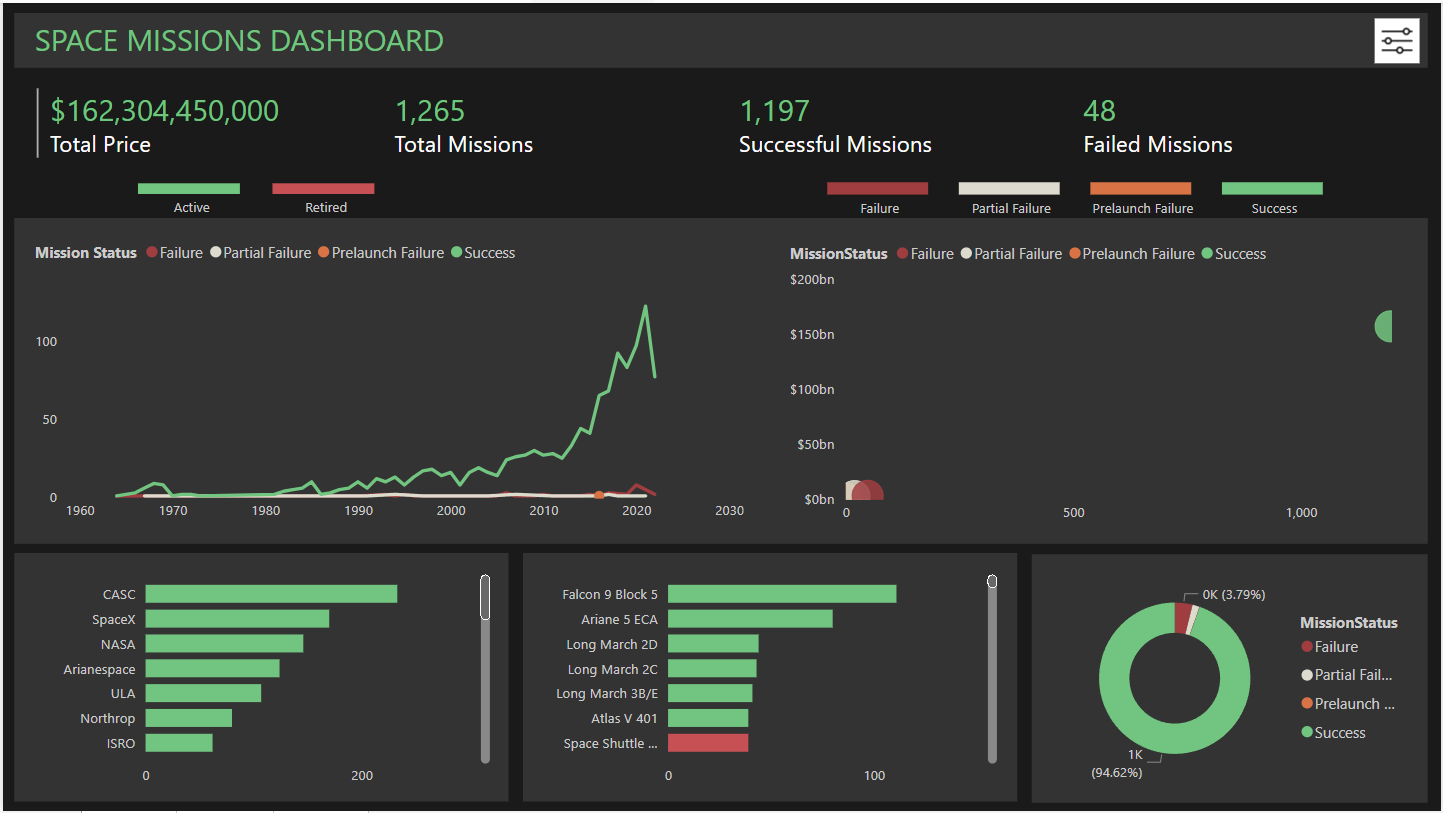 SPACE MISSIONS DASHBOARD
$162,304,450,000
Total Price
1,265
Total Missions
1,197
Successful Missions
48
Failed Missions
Active
Retired
Failure
Partial Failure
Prelaunch Failure
Success
Mission Status Failure Partial Failure Prelaunch Failure Success
100
50
0
1960 1970 1980 1990 2000 2010 2020 2030
MissionStatus Failure Partial Failure Prelaunch Failure Success
$200bn
$150bn
$100bn
$50bn
$0bn
0 500 1,000
CASC
SpaceX
NASA
Arianespace
ULA
Northrop
ISRO
0 200
Falcon 9 Block 5
Ariane 5 ECA
Long March 2D
Long March 2C
Long March 3B/E
Atlas V 401
Space Shuttle ...
0 100
0K (3.79%)
1K
(94.62%)
MissionStatus
Failure
Partial Fail...
Prelaunch ...
Success